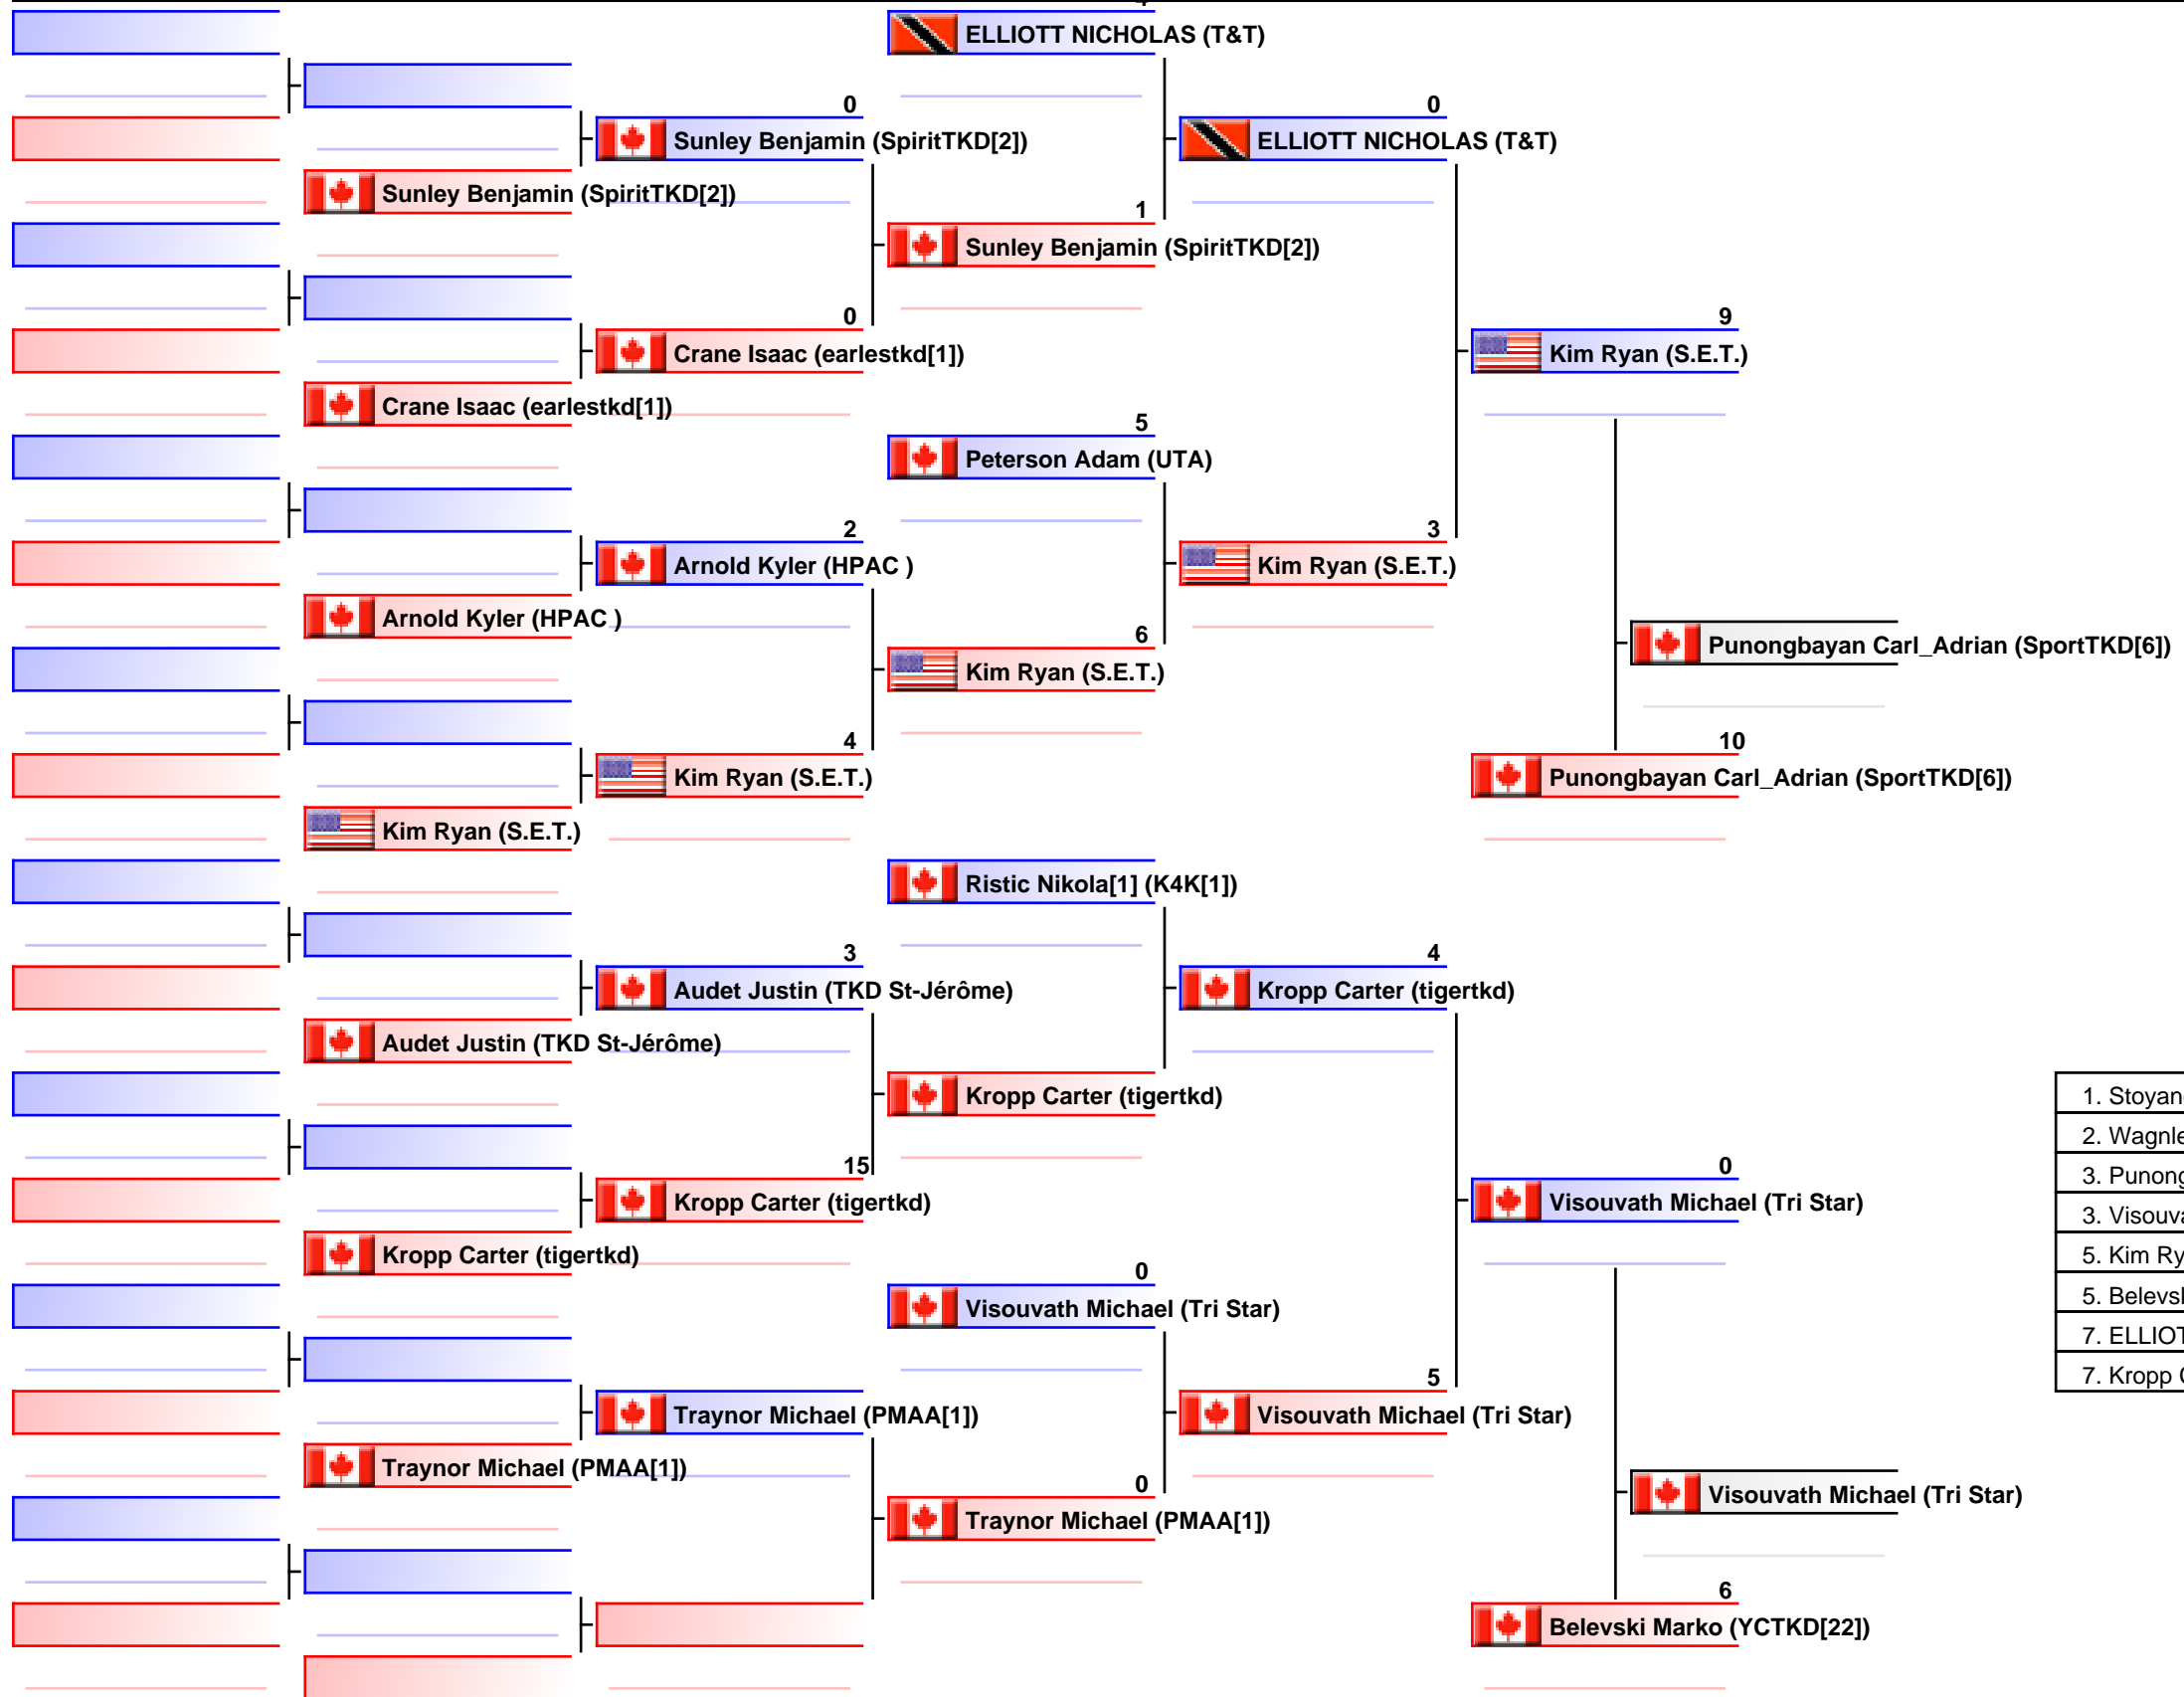 ELLIOTT NICHOLAS (T&T)
0
Sunley Benjamin (SpiritTKD[2])
0
ELLIOTT NICHOLAS (T&T)
Sunley Benjamin (SpiritTKD[2])
1
Sunley Benjamin (SpiritTKD[2])
0
Crane Isaac (earlestkd[1])
9
Kim Ryan (S.E.T.)
Crane Isaac (earlestkd[1])
5
Peterson Adam (UTA)
2
Arnold Kyler (HPAC )
3
Kim Ryan (S.E.T.)
Arnold Kyler (HPAC )
6
Kim Ryan (S.E.T.)
Punongbayan Carl_Adrian (SportTKD[6])
4
Kim Ryan (S.E.T.)
10
Punongbayan Carl_Adrian (SportTKD[6])
Kim Ryan (S.E.T.)
Ristic Nikola[1] (K4K[1])
3
Audet Justin (TKD St-Jérôme)
4
Kropp Carter (tigertkd)
Audet Justin (TKD St-Jérôme)
Kropp Carter (tigertkd)
15
Kropp Carter (tigertkd)
0
Visouvath Michael (Tri Star)
Kropp Carter (tigertkd)
0
Visouvath Michael (Tri Star)
Traynor Michael (PMAA[1])
5
Visouvath Michael (Tri Star)
Traynor Michael (PMAA[1])
0
Traynor Michael (PMAA[1])
Visouvath Michael (Tri Star)
6
Belevski Marko (YCTKD[22])
1. Stoyan
2. Wagnle
3. Punong
3. Visouva
5. Kim Ry
5. Belevsk
7. ELLIOT
7. Kropp